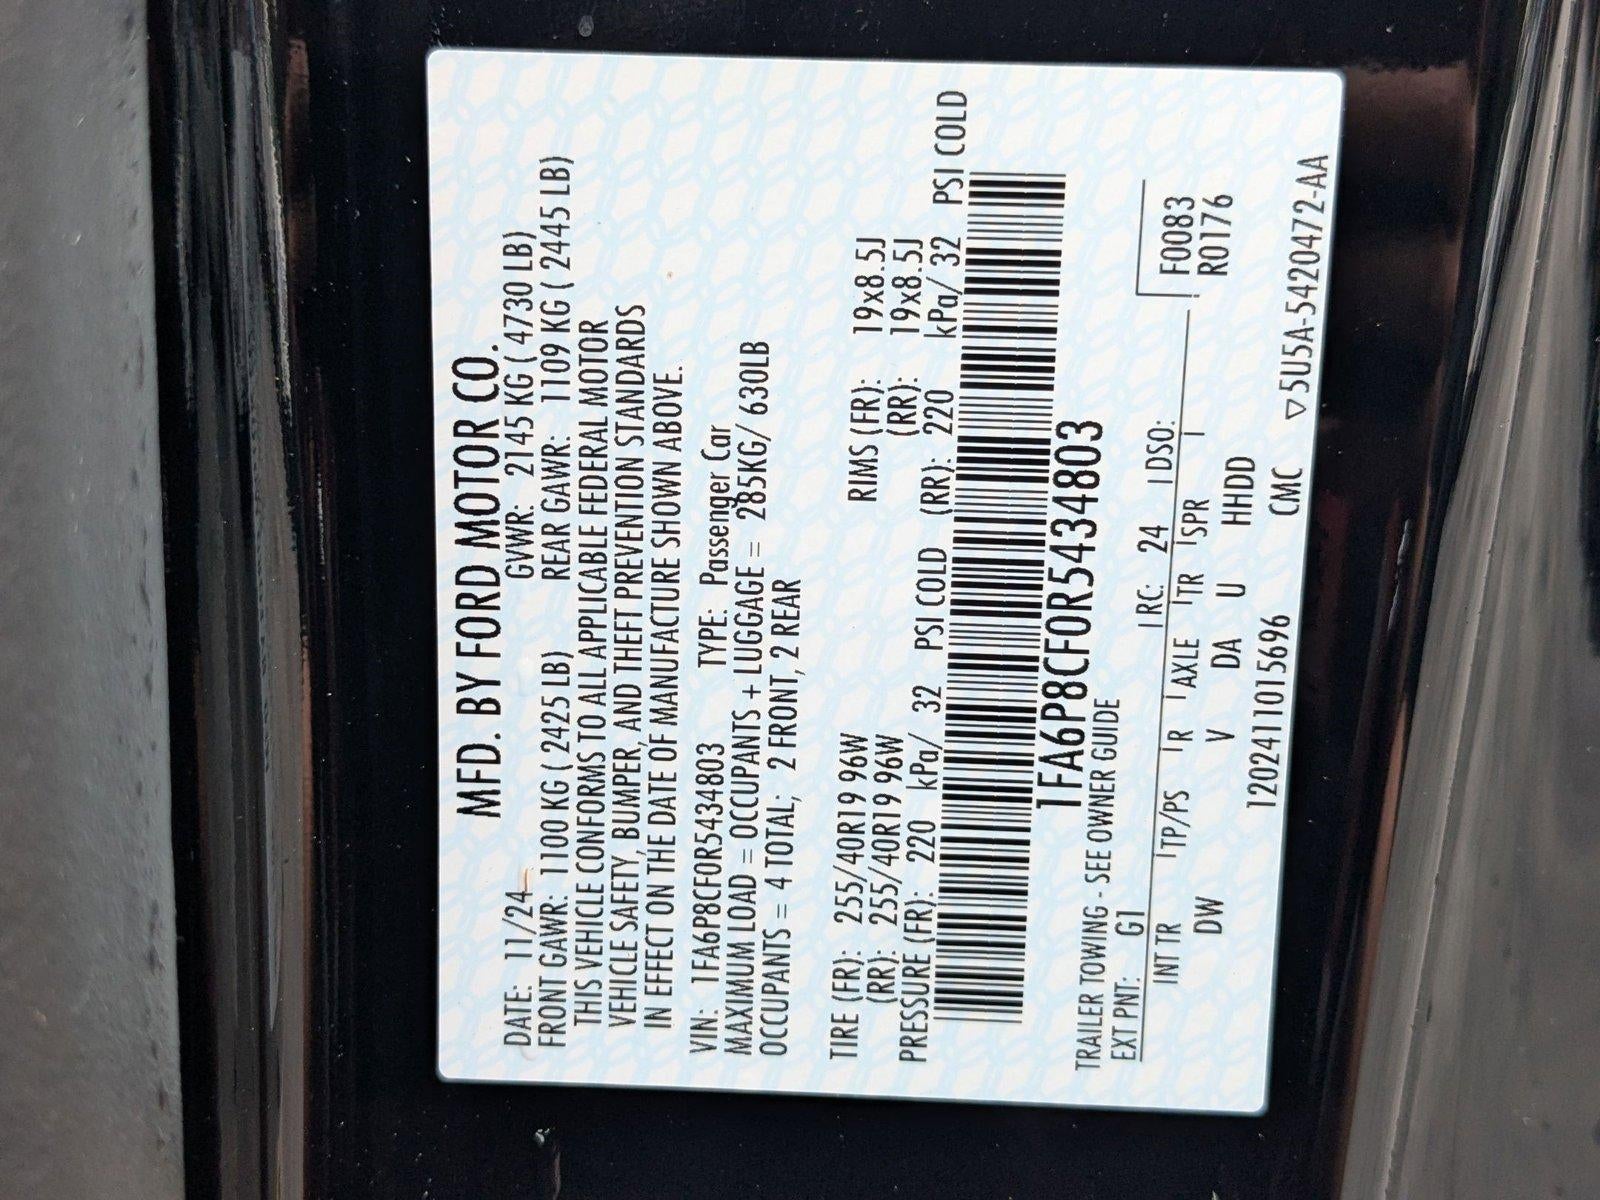 MFD. BY FORD MOTOR CO.
DATE: 11/24 GVWR: 2145 KG ( 4730 LB)
FRONT GAWR: 1100 KG ( 2425 LB) REAR GAWR: 1109 KG ( 2445 LB)
THIS VEHICLE CONFORMS TO ALL APPLICABLE FEDERAL MOTOR
VEHICLE SAFETY, BUMPER, AND THEFT PREVENTION STANDARDS
IN EFFECT ON THE DATE OF MANUFACTURE SHOWN ABOVE.
VIN: 1FA6P8CF0R5434803 TYPE: Passenger Car
MAXIMUM LOAD = OCCUPANTS + LUGGAGE = 285KG/ 630LB
OCCUPANTS = 4 TOTAL; 2 FRONT, 2 REAR
TIRE (FR): 255/40R19 96W RIMS (FR): 19x8.5J
(RR): 255/40R19 96W (RR): 19x8.5J
PRESSURE (FR): 220 kPa/ 32 PSI COLD (RR): 220 kPa/ 32 PSI COLD
1FA6P8CF0R5434803
TRAILER TOWING - SEE OWNER GUIDE
EXT PNT: G1 RC: 24 DSO: F0083
INT TR TP/PS R AXLE TR SPR R0176
DW V DA U HHDD
1202411015696 CMC ▽5U5A-5420472-AA